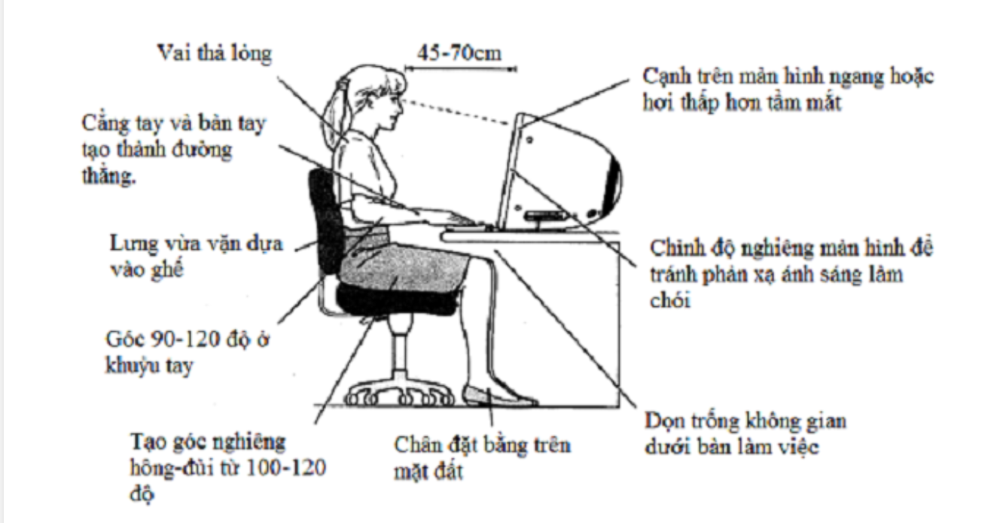 Vai thả lỏng
45-70cm
Cạnh trên màn hình ngang hoặc
hơi thấp hơn tầm mắt
Cẳng tay và bàn tay
tạo thành đường
thẳng.
Lưng vừa vặn dựa
vào ghế
Chỉnh độ nghiêng màn hình để
tránh phản xạ ánh sáng làm
chói
Góc 90-120 độ ở
khuỷu tay
Tạo góc nghiêng
hông-đùi từ 100-120
độ
Chân đặt bằng trên
mặt đất
Dọn trống không gian
dưới bàn làm việc